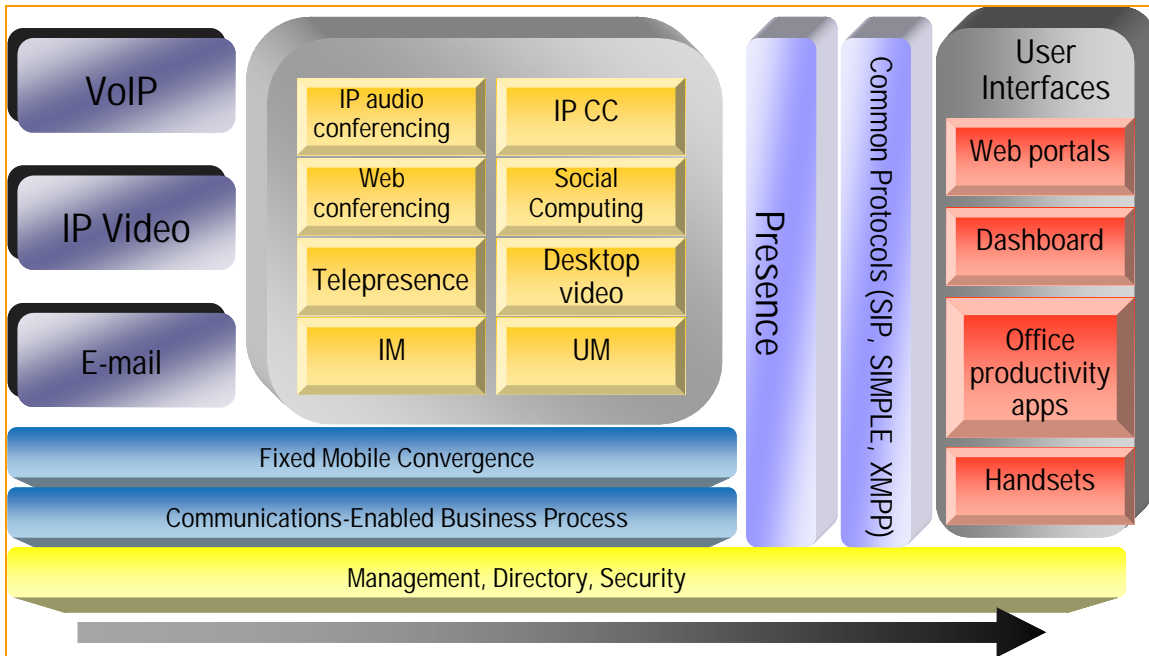 VoIP
IP Video
E-mail
IP audio
conferencing
IP CC
Web
conferencing
Social
Computing
Telepresence
Desktop
video
IM
UM
Presence
Common Protocols (SIP, SIMPLE, XMPP)
User
Interfaces
Web portals
Dashboard
Office
productivity
apps
Handsets
Fixed Mobile Convergence
Communications-Enabled Business Process
Management, Directory, Security